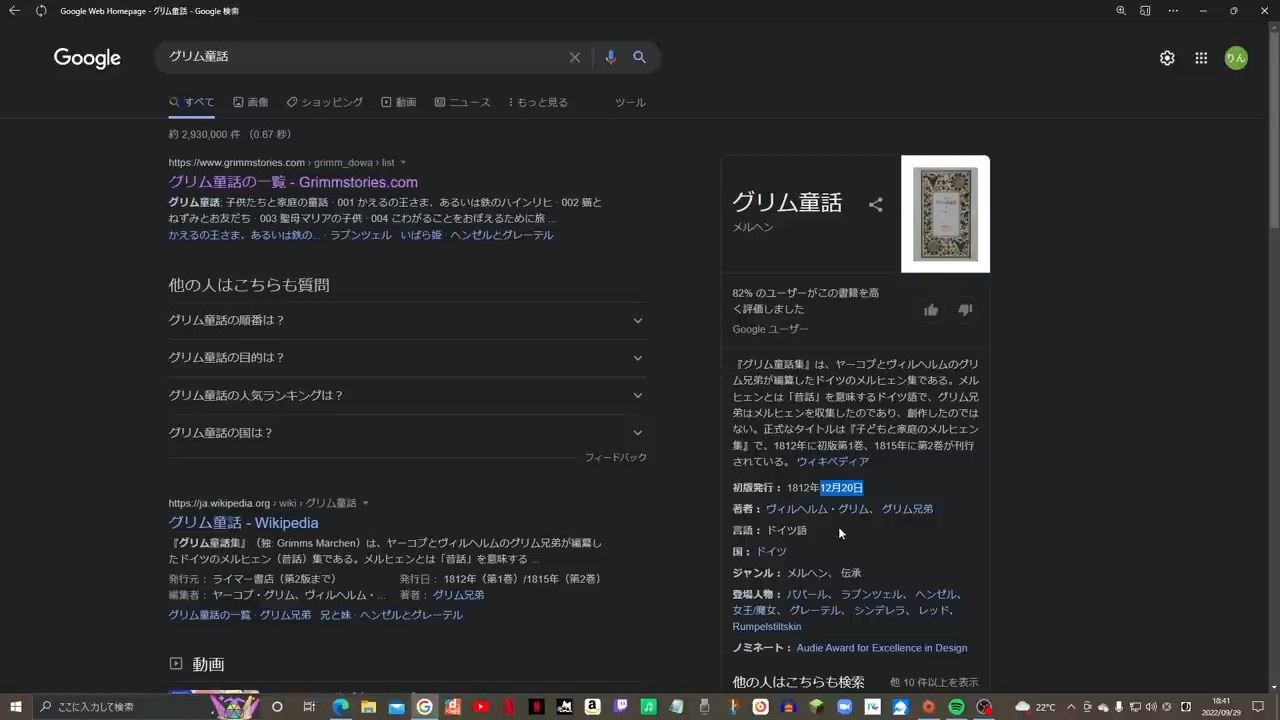 Google Web Homepage - グリム童話 - Google 検索
Google
グリム童話
りん
すべて
画像
ショッピング
動画
ニュース
もっと見る
ツール
約 2,930,000 件 （0.67 秒）
https://www.grimmstories.com › grimm_dowa › list
グリム童話の一覧 - Grimmstories.com
グリム童話: 子供たちと家庭の童話 · 001 かえるの王さま、あるいは鉄のハインリヒ · 002 猫と
ねずみとお友だち · 003 聖母マリアの子供 · 004 こわがることをおぼえるために旅 ...
かえるの王さま、あるいは鉄の... · ラプンツェル · いばら姫 · ヘンゼルとグレーテル
他の人はこちらも質問
グリム童話の順番は？
グリム童話の目的は？
グリム童話の人気ランキングは？
グリム童話の国は？
フィードバック
https://ja.wikipedia.org › wiki › グリム童話
グリム童話 - Wikipedia
『グリム童話集』（独: Grimms Märchen）は、ヤーコプとヴィルヘルムのグリム兄弟が編纂し
たドイツのメルヒェン（昔話）集である。メルヒェンとは「昔話」を意味する ...
発行元： ライマー書店（第2版まで）
発行日： 1812年（第1巻）/1815年（第2巻）
編集者： ヤーコプ・グリム、ヴィルヘルム・...
著者： グリム兄弟
グリム童話の一覧 · グリム兄弟 · 兄と妹 · ヘンゼルとグレーテル
動画
グリム童話
メルヘン
82% のユーザーがこの書籍を高
く評価しました
Google ユーザー
『グリム童話集』は、ヤーコプとヴィルヘルムのグリ
ム兄弟が編纂したドイツのメルヒェン集である。メル
ヒェンとは「昔話」を意味するドイツ語で、グリム兄
弟はメルヒェンを収集したのであり、創作したのでは
ない。正式なタイトルは『子どもと家庭のメルヒェン
集』で、1812年に初版第1巻、1815年に第2巻が刊行
されている。 ウィキペディア
初版発行： 1812年12月20日
著者： ヴィルヘルム・グリム、 グリム兄弟
言語： ドイツ語
国： ドイツ
ジャンル： メルヘン、 伝承
登場人物： パパール、 ラプンツェル、 ヘンゼル、
女王/魔女、 グレーテル、 シンデレラ、 レッド、
Rumpelstiltskin
ノミネート： Audie Award for Excellence in Design
他の人はこちらも検索
他 10 件以上を表示
ここに入力して検索
22℃
18:41
2022/09/29